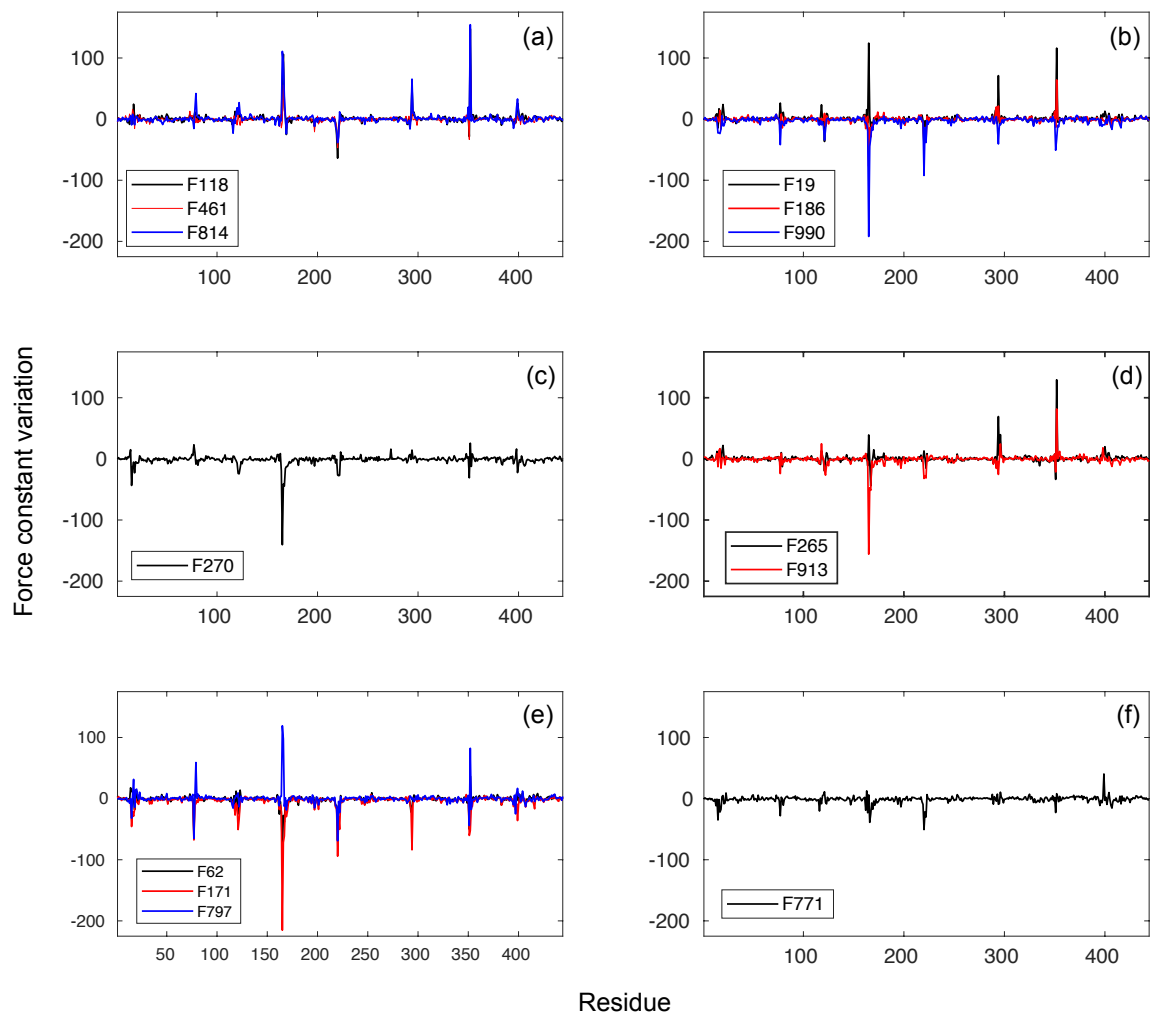 (a)
100
0
-100
-200
F118
F461
F814
100 200 300 400
(b)
100
0
-100
-200
F19
F186
F990
100 200 300 400
Force constant variation
(c)
100
0
-100
-200
F270
100 200 300 400
(d)
100
0
-100
-200
F265
F913
100 200 300 400
(e)
100
0
-100
-200
F62
F171
F797
50 100 150 200 250 300 350 400
(f)
100
0
-100
-200
F771
100 200 300 400
Residue